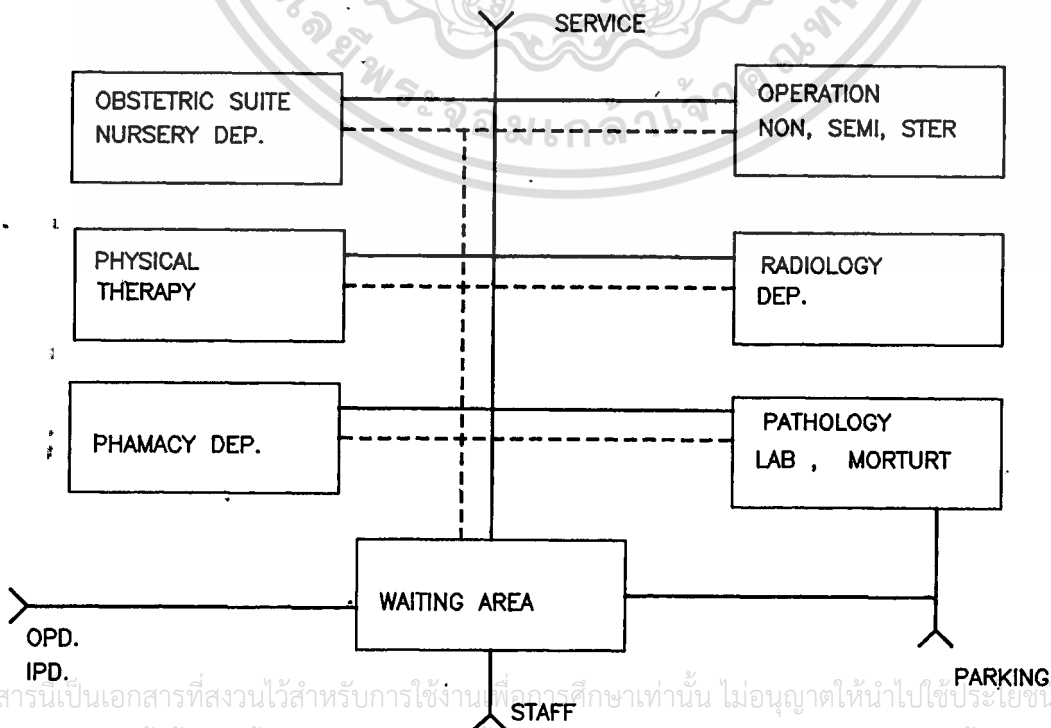 SERVICE
OBSTETRIC SUITE
NURSERY DEP.
OPERATION
NON, SEMI, STER
PHYSICAL
THERAPY
RADIOLOGY
DEP.
PHAMACY DEP.
PATHOLOGY
LAB , MORTURT
WAITING AREA
OPD.
IPD.
PARKING
STAFF
สารนี้เป็นเอกสารที่สงวนไว้สำหรับการใช้งานเพื่อการศึกษาเท่านั้น ไม่อนุญาตให้นำไปใช้ประโยชน